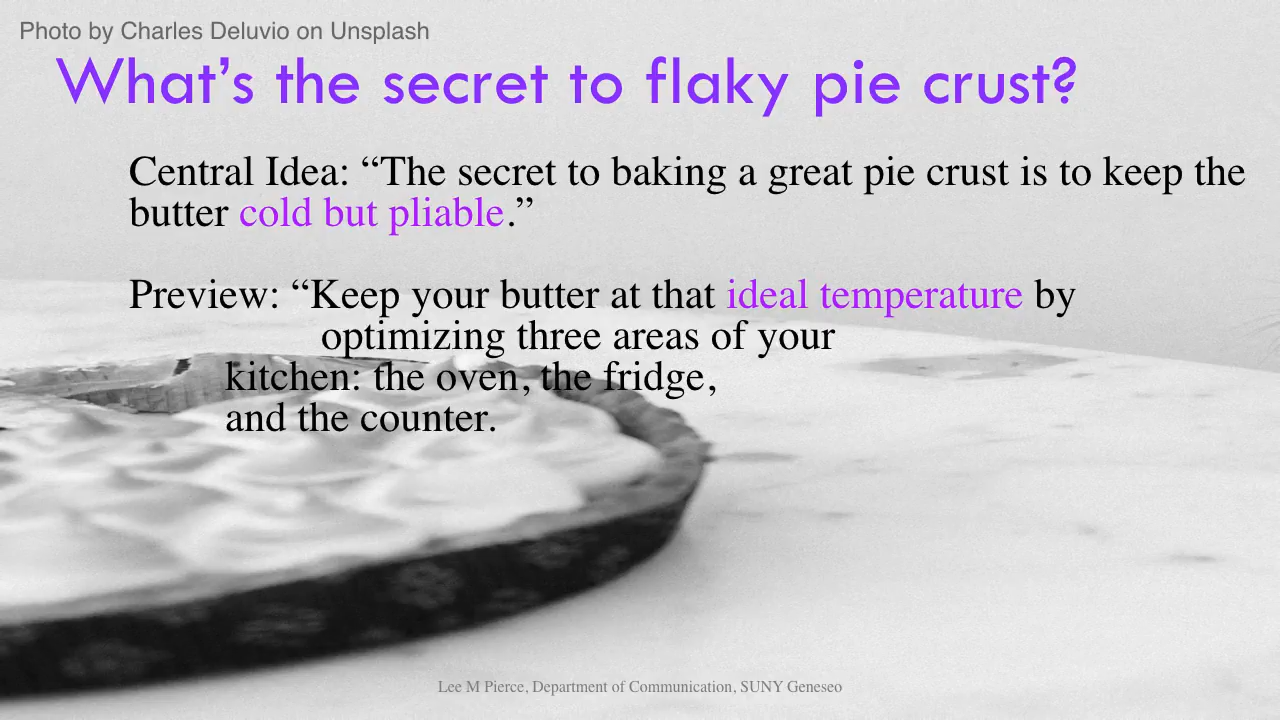 Photo by Charles Deluvio on Unsplash
What’s the secret to flaky pie crust?
Central Idea: “The secret to baking a great pie crust is to keep the
butter cold but pliable.”
Preview: “Keep your butter at that ideal temperature by
optimizing three areas of your
kitchen: the oven, the fridge,
and the counter.
Lee M Pierce, Department of Communication, SUNY Geneseo